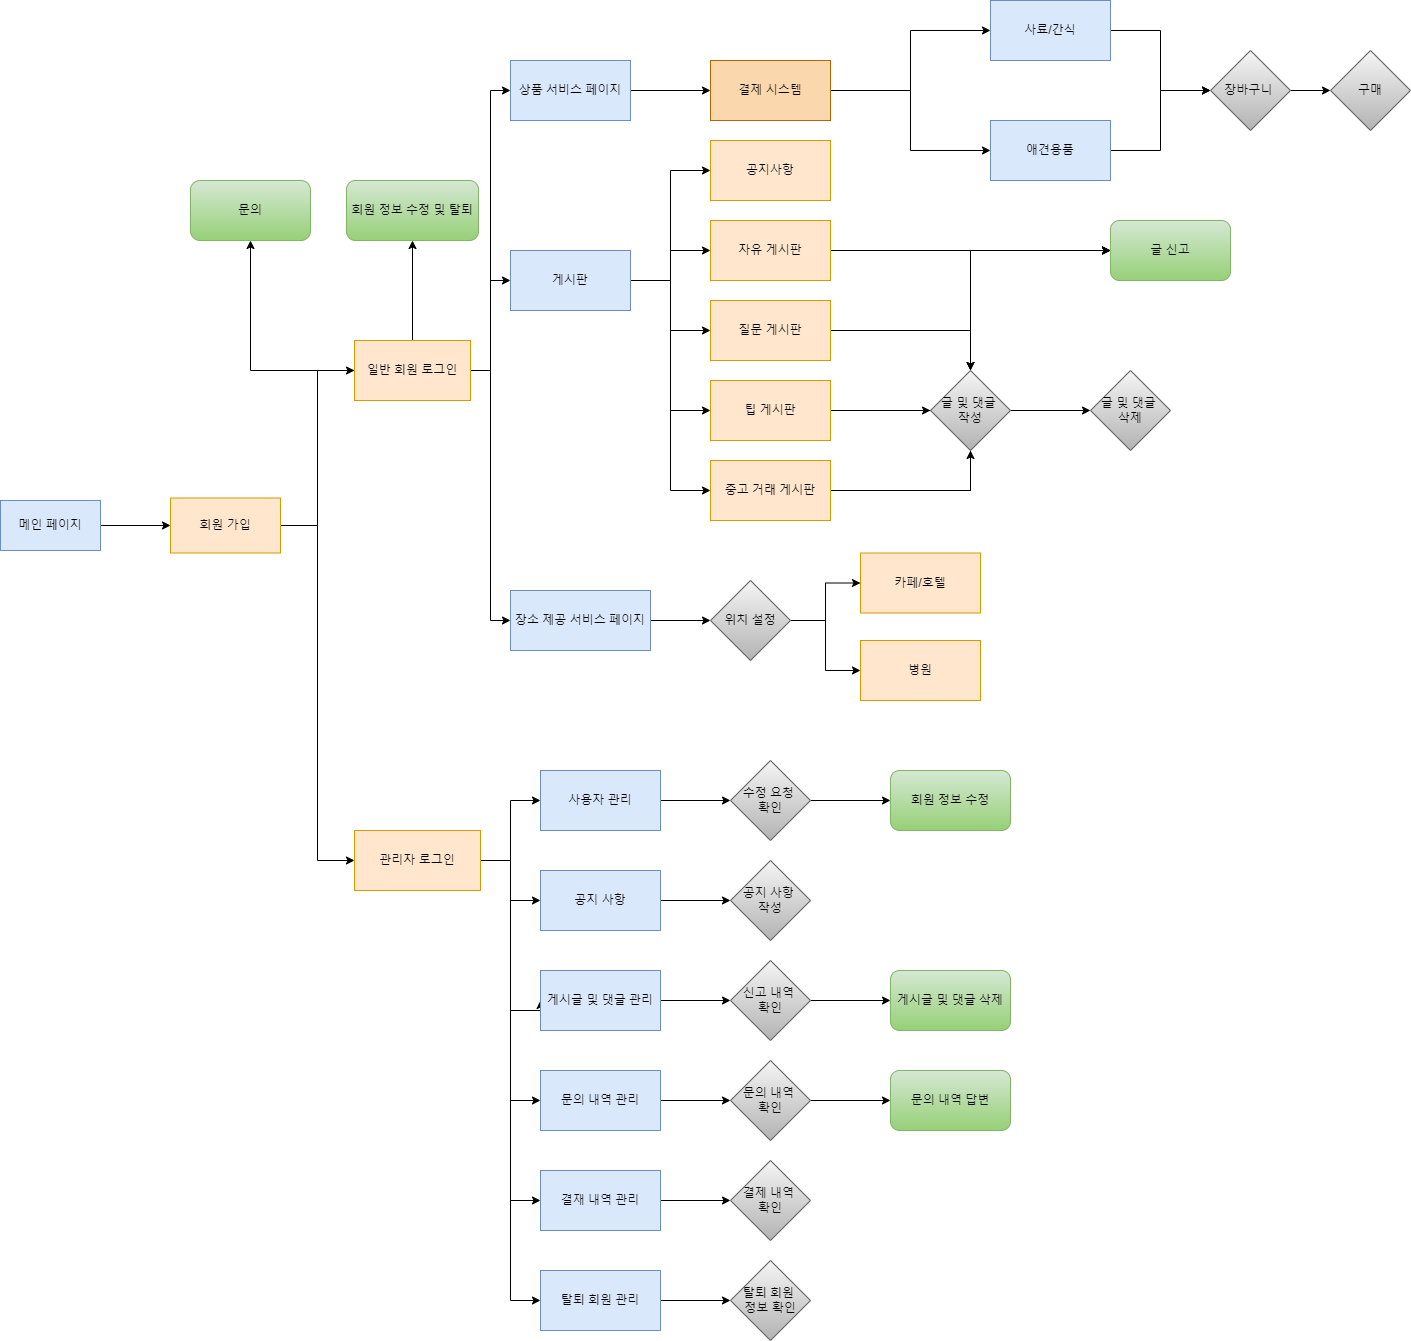 사료/간식
상품 서비스 페이지
결제 시스템
장바구니
구매
애견용품
공지사항
문의
회원 정보 수정 및 탈퇴
자유 게시판
글 신고
게시판
질문 게시판
일반 회원 로그인
팁 게시판
글 및 댓글
작성
글 및 댓글
삭제
중고 거래 게시판
메인 페이지
회원 가입
카페/호텔
장소 제공 서비스 페이지
위치 설정
병원
사용자 관리
수정 요청
확인
회원 정보 수정
관리자 로그인
공지 사항
공지 사항
작성
게시글 및 댓글 관리
신고 내역
확인
게시글 및 댓글 삭제
문의 내역 관리
문의 내역
확인
문의 내역 답변
결재 내역 관리
결제 내역
확인
탈퇴 회원 관리
탈퇴 회원
정보 확인